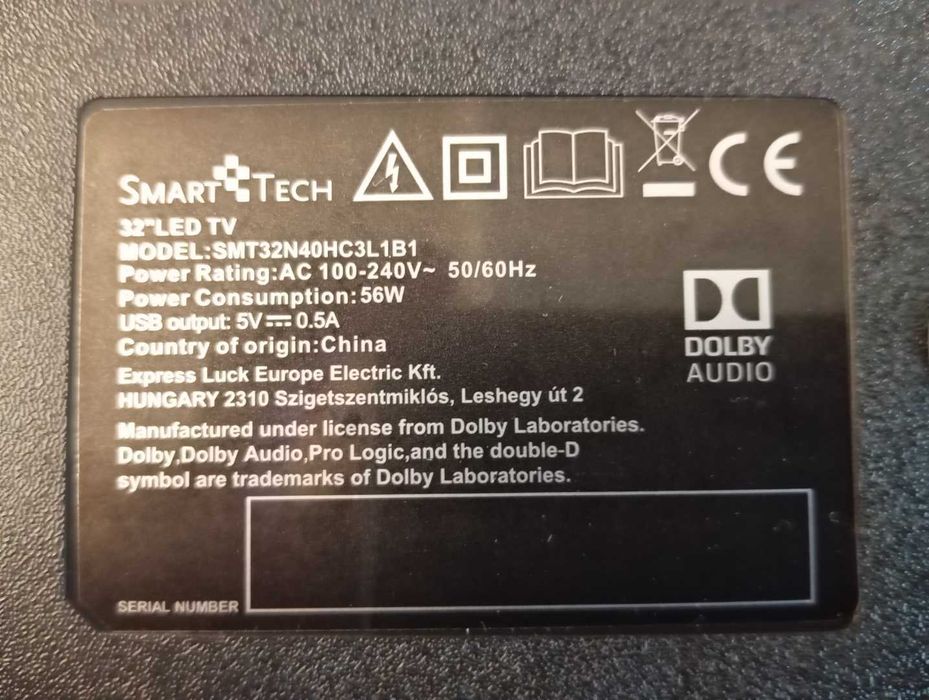 SMART TECH
32"LED TV
MODEL:SMT32N40HC3L1B1
Power Rating:AC 100-240V~ 50/60Hz
Power Consumption:56W
USB output: 5V⎓0.5A
Country of origin:China
Express Luck Europe Electric Kft.
HUNGARY 2310 Szigetszentmiklós, Leshegy út 2
Manufactured under license from Dolby Laboratories.
Dolby,Dolby Audio,Pro Logic,and the double-D
symbol are trademarks of Dolby Laboratories.
CE
DOLBY
AUDIO
SERIAL NUMBER